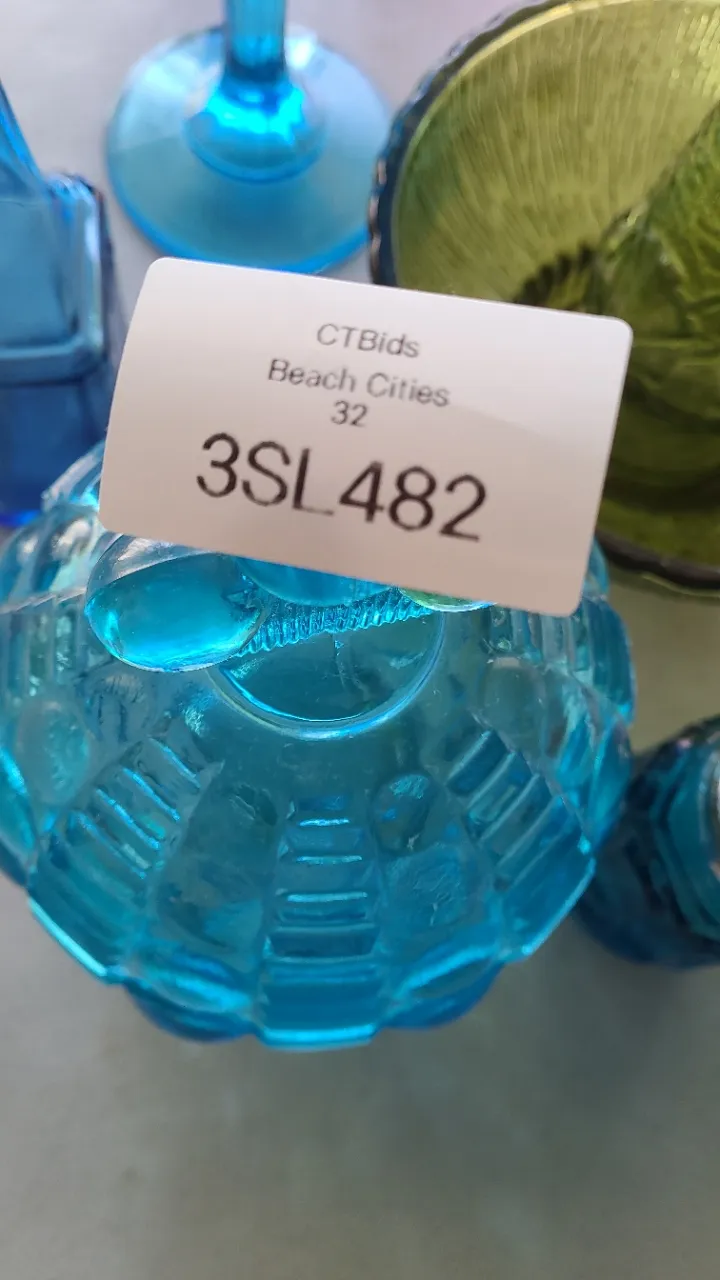 CTBids
Beach Cities
32
3SL482